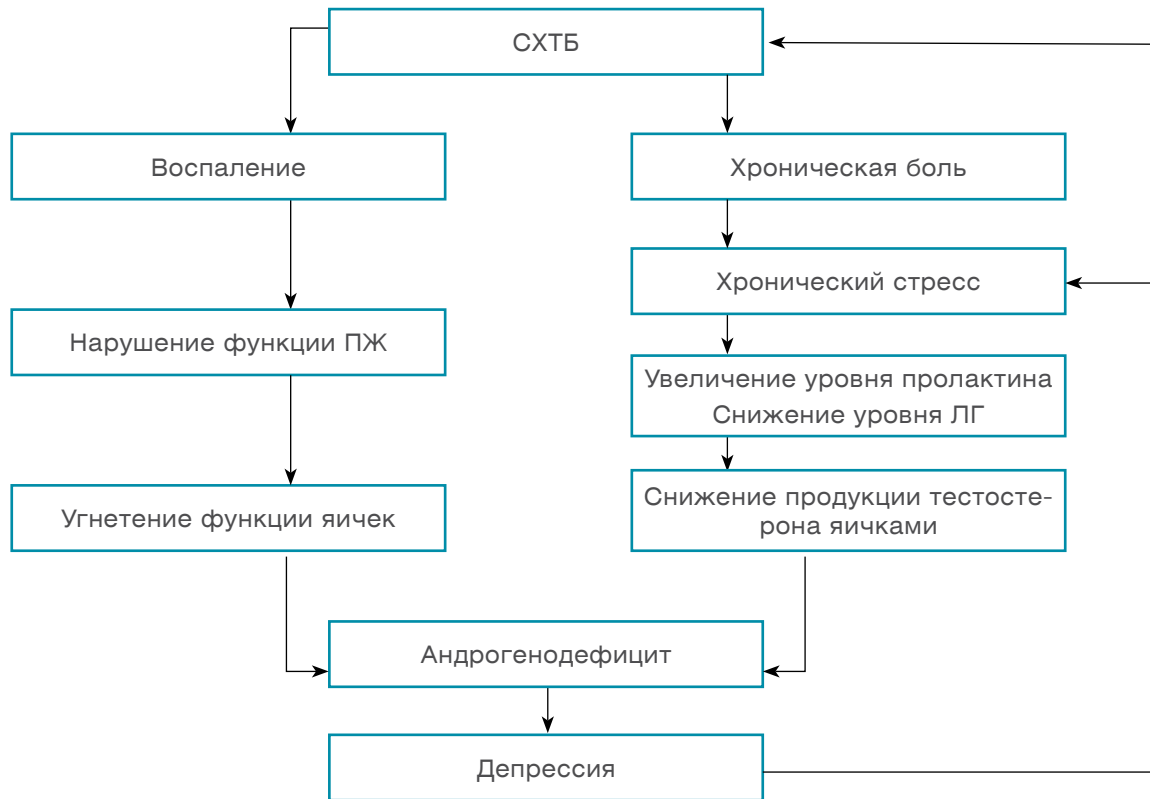 СХТБ
Воспаление
Хроническая боль
Хронический стресс
Нарушение функции ПЖ
Увеличение уровня пролактина
Снижение уровня ЛГ
Угнетение функции яичек
Снижение продукции тестосте-
рона яичками
Андрогенодефицит
Депрессия